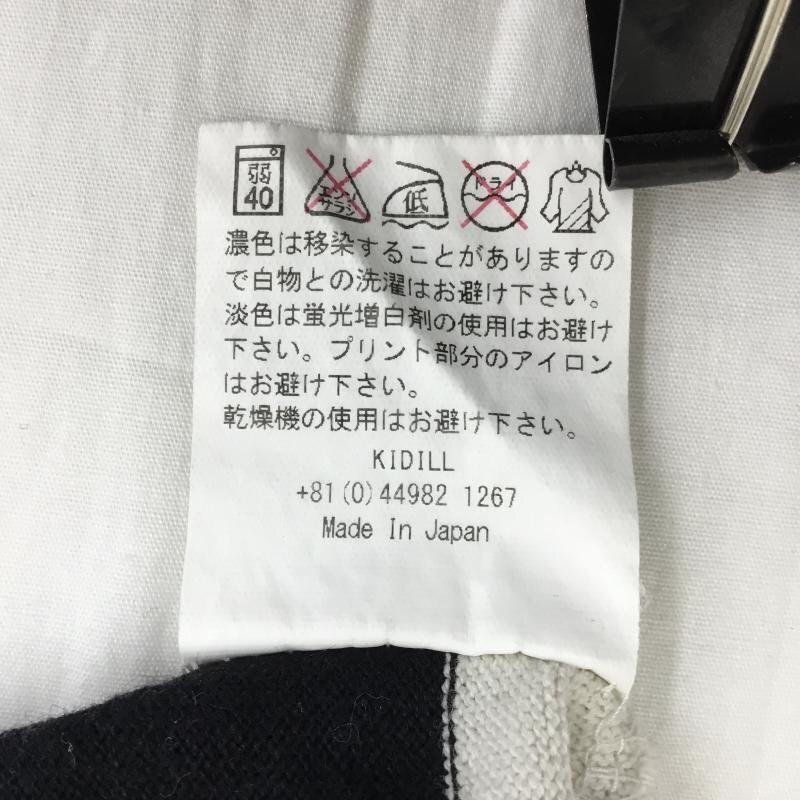 弱 エンソ 低 ドライ
40 サラシ
濃色は移染することがありますの
で白物との洗濯はお避け下さい。
淡色は蛍光増白剤の使用はお避け
下さい。プリント部分のアイロン
はお避け下さい。
乾燥機の使用はお避け下さい。
KIDILL
+81(0)44982 1267
Made In Japan